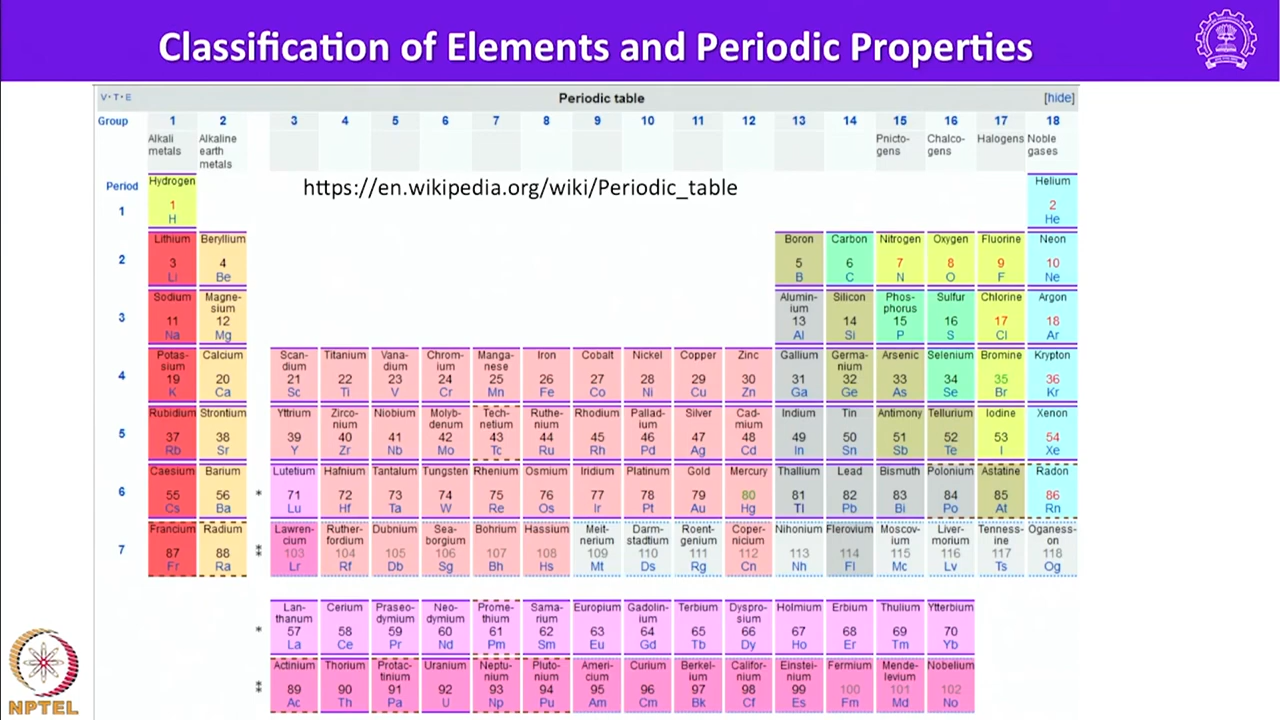 Classification of Elements and Periodic Properties
V·T·E Periodic table [hide]
Group 1 2 3 4 5 6 7 8 9 10 11 12 13 14 15 16 17 18
Alkali metals Alkaline earth metals Pnicto-gens Chalco-gens Halogens Noble gases
https://en.wikipedia.org/wiki/Periodic_table
Period
1
Hydrogen Helium
1 2
H He
2
Lithium Beryllium Boron Carbon Nitrogen Oxygen Fluorine Neon
3 4 5 6 7 8 9 10
Li Be B C N O F Ne
3
Sodium Magne-sium Alumin-ium Silicon Phos-phorus Sulfur Chlorine Argon
11 12 13 14 15 16 17 18
Na Mg Al Si P S Cl Ar
4
Potas-sium Calcium Scan-dium Titanium Vana-dium Chrom-ium Manga-nese Iron Cobalt Nickel Copper Zinc Gallium Germa-nium Arsenic Selenium Bromine Krypton
19 20 21 22 23 24 25 26 27 28 29 30 31 32 33 34 35 36
K Ca Sc Ti V Cr Mn Fe Co Ni Cu Zn Ga Ge As Se Br Kr
5
Rubidium Strontium Yttrium Zirco-nium Niobium Molyb-denum Tech-netium Ruthe-nium Rhodium Pallad-ium Silver Cad-mium Indium Tin Antimony Tellurium Iodine Xenon
37 38 39 40 41 42 43 44 45 46 47 48 49 50 51 52 53 54
Rb Sr Y Zr Nb Mo Tc Ru Rh Pd Ag Cd In Sn Sb Te I Xe
6
Caesium Barium Lutetium Hafnium Tantalum Tungsten Rhenium Osmium Iridium Platinum Gold Mercury Thallium Lead Bismuth Polonium Astatine Radon
55 56 * 71 72 73 74 75 76 77 78 79 80 81 82 83 84 85 86
Cs Ba Lu Hf Ta W Re Os Ir Pt Au Hg Tl Pb Bi Po At Rn
7
Francium Radium Lawren-cium Ruther-fordium Dubnium Sea-borgium Bohrium Hassium Meit-nerium Darm-stadtium Roent-genium Coper-nicium Nihonium Flerovium Moscov-ium Liver-morium Tenness-ine Oganess-on
87 88 ** 103 104 105 106 107 108 109 110 111 112 113 114 115 116 117 118
Fr Ra Lr Rf Db Sg Bh Hs Mt Ds Rg Cn Nh Fl Mc Lv Ts Og
Lan-thanum Cerium Praseo-dymium Neo-dymium Prome-thium Sama-rium Europium Gadolin-ium Terbium Dyspro-sium Holmium Erbium Thulium Ytterbium
* 57 58 59 60 61 62 63 64 65 66 67 68 69 70
La Ce Pr Nd Pm Sm Eu Gd Tb Dy Ho Er Tm Yb
Actinium Thorium Protac-tinium Uranium Neptu-nium Pluto-nium Ameri-cium Curium Berkel-ium Califor-nium Einstei-nium Fermium Mende-levium Nobelium
** 89 90 91 92 93 94 95 96 97 98 99 100 101 102
Ac Th Pa U Np Pu Am Cm Bk Cf Es Fm Md No
NPTEL